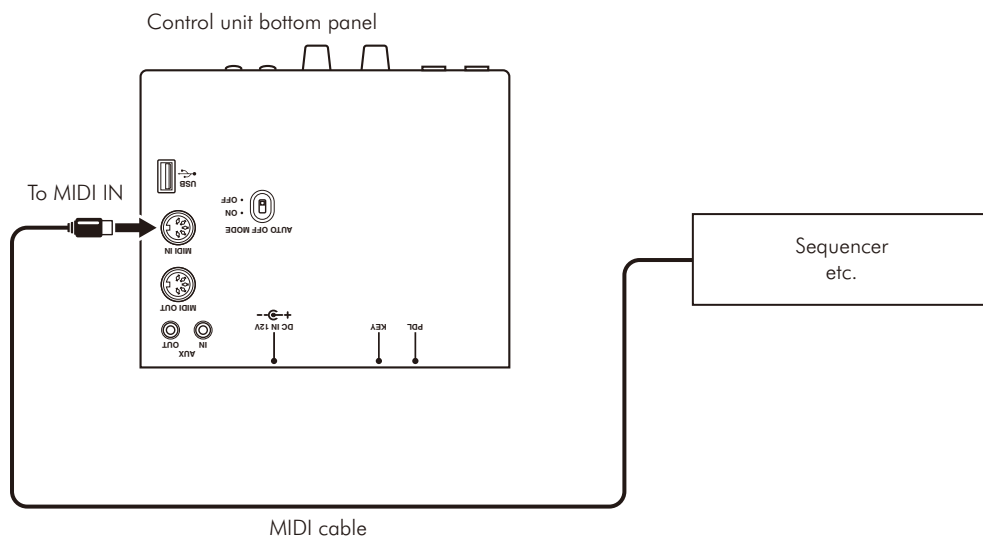 Control unit bottom panel
To MIDI IN
USB
• OFF
• ON
AUTO OFF MODE
MIDI IN
MIDI OUT
OUT
IN
AUX
DC IN 12V
KEY
PDL
Sequencer
etc.
MIDI cable